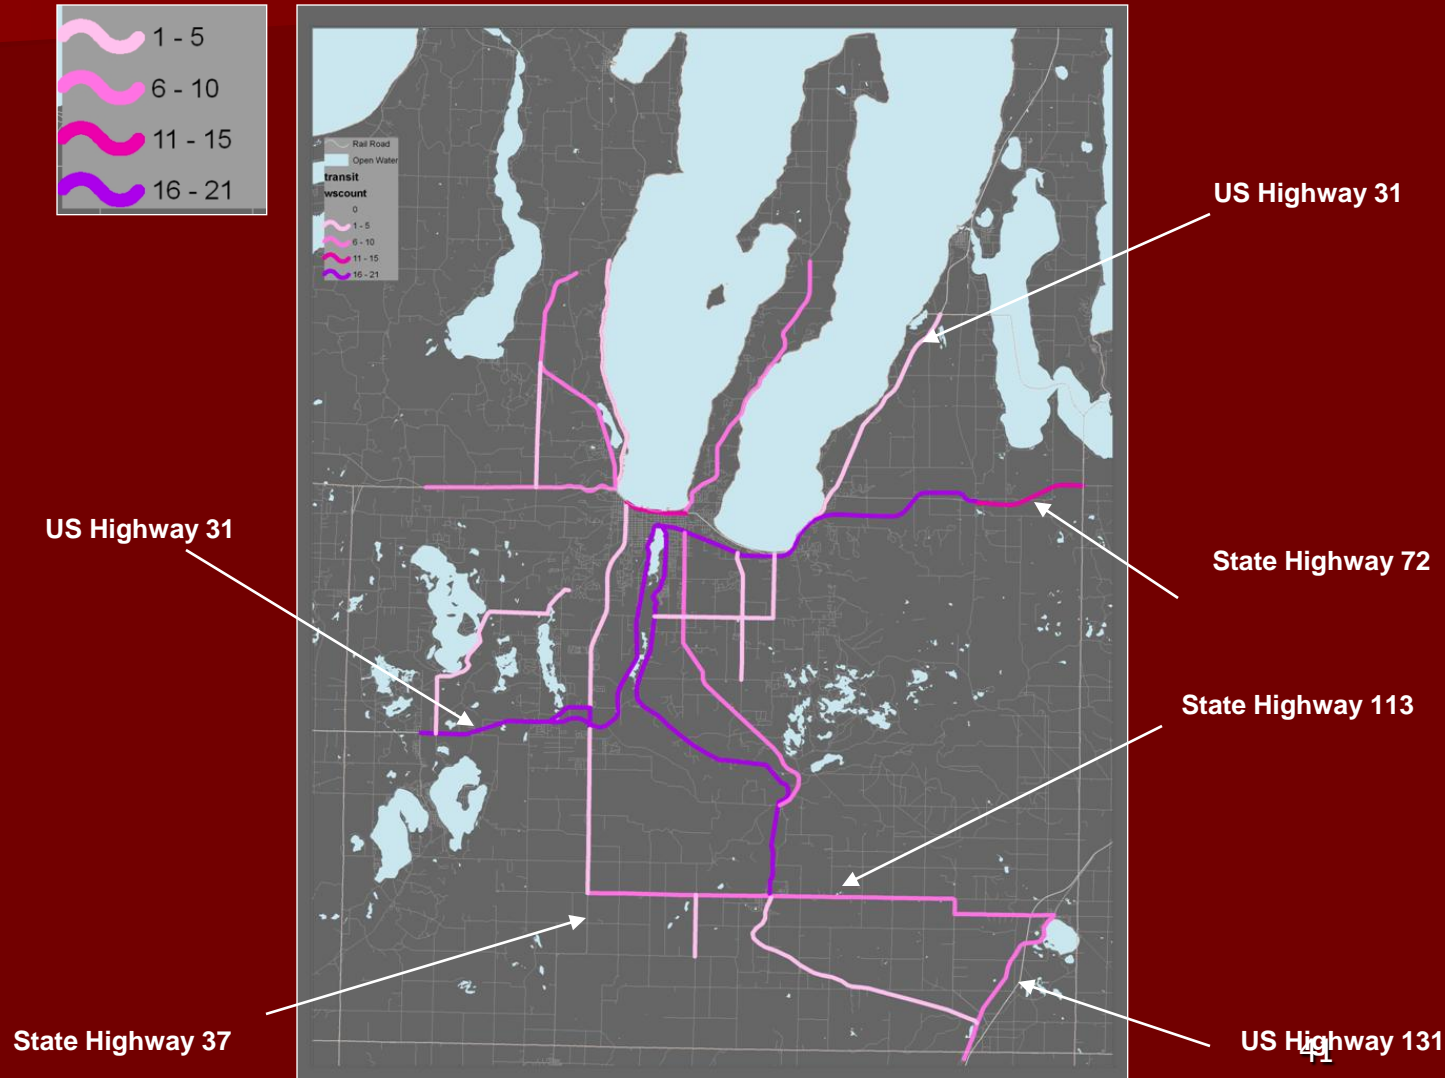 1 - 5
6 - 10
11 - 15
16 - 21
Rail Road
Open Water
transit
wscount
0
1 - 5
6 - 10
11 - 15
16 - 21
US Highway 31
US Highway 31
State Highway 72
State Highway 113
State Highway 37
US Highway 131
41